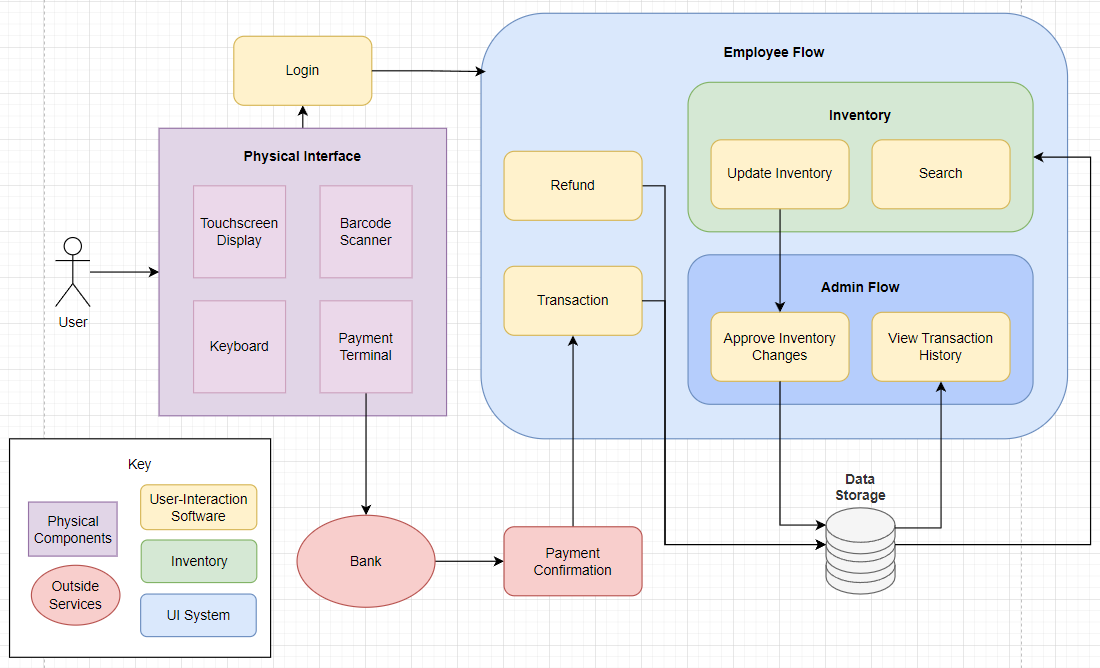 Login
Employee Flow
Inventory
Update Inventory
Search
Physical Interface
Touchscreen
Display
Barcode
Scanner
Keyboard
Payment
Terminal
User
Refund
Transaction
Admin Flow
Approve Inventory
Changes
View Transaction
History
Data
Storage
Bank
Payment
Confirmation
Key
Physical
Components
User-Interaction
Software
Inventory
Outside
Services
UI System